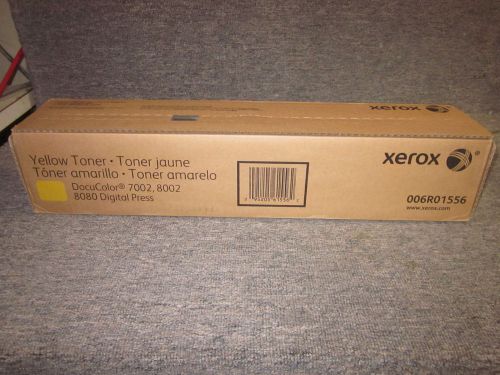 xerox
Yellow Toner • Toner jaune
Tóner amarillo • Toner amarelo
DocuColor® 7002, 8002
8080 Digital Press
xerox
006R01556
www.xerox.com